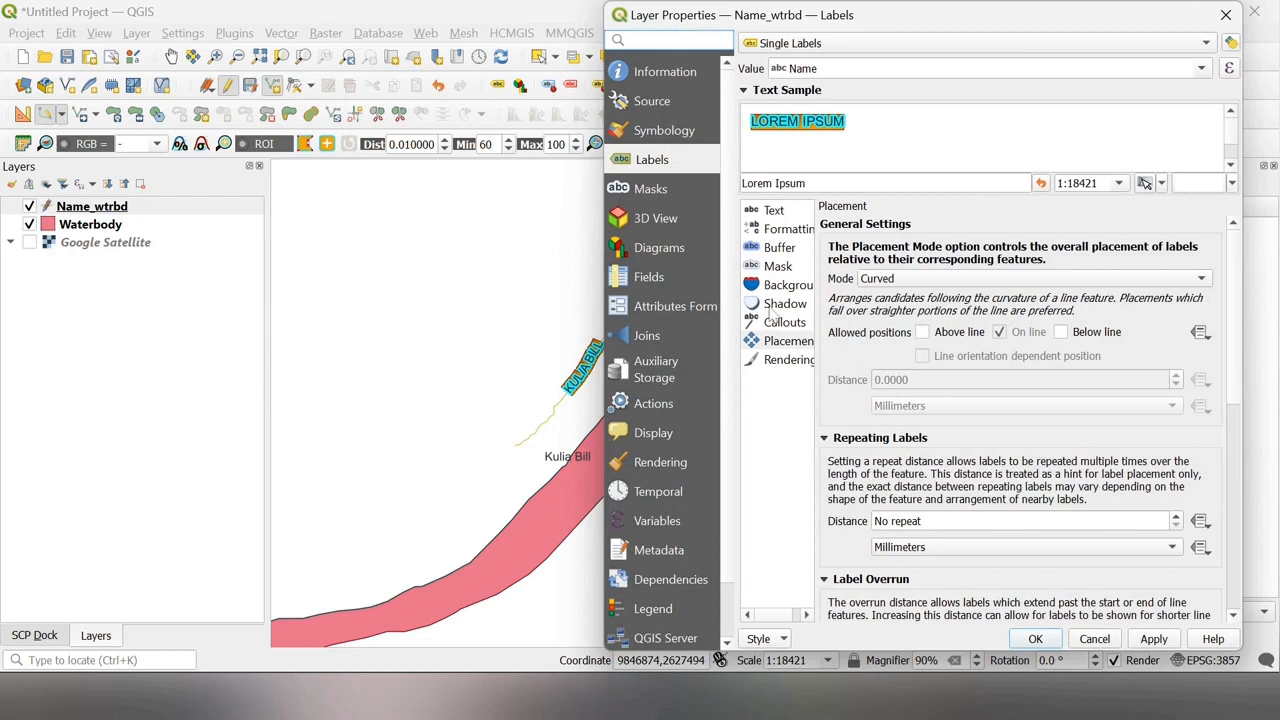 *Untitled Project — QGIS
Project Edit View Layer Settings Plugins Vector Raster Database Web Mesh HCMGIS MMQGIS
RGB = - ROI Dist 0.010000 Min 60 Max 100
Layers
Name_wtrbd
Waterbody
Google Satellite
KULIA BILL
Kulia Bill
SCP Dock Layers
Type to locate (Ctrl+K)
Coordinate 9846874,2627494 Scale 1:18421 Magnifier 90% Rotation 0.0 ° Render EPSG:3857
Layer Properties — Name_wtrbd — Labels
Information
Source
Symbology
abc Labels
abc Masks
3D View
Diagrams
Fields
Attributes Form
Joins
Auxiliary
Storage
Actions
Display
Rendering
Temporal
Variables
Metadata
Dependencies
Legend
QGIS Server
abc Single Labels
Value abc Name ε
Text Sample
LOREM IPSUM
Lorem Ipsum 1:18421
abc Text
Formattin
abc Buffer
abc Mask
Backgrou
Shadow
abc Callouts
Placemen
Rendering
Placement
General Settings
The Placement Mode option controls the overall placement of labels
relative to their corresponding features.
Mode Curved
Arranges candidates following the curvature of a line feature. Placements which
fall over straighter portions of the line are preferred.
Allowed positions Above line On line Below line
Line orientation dependent position
Distance 0.0000
Millimeters
Repeating Labels
Setting a repeat distance allows labels to be repeated multiple times over the
length of the feature. This distance is treated as a hint for label placement only,
and the exact distance between repeating labels may vary depending on the
shape of the feature and arrangement of nearby labels.
Distance No repeat
Millimeters
Label Overrun
The overrun distance allows labels which extend past the start or end of line
features. Increasing this distance can allow for labels to be shown for shorter line
Style OK Cancel Apply Help